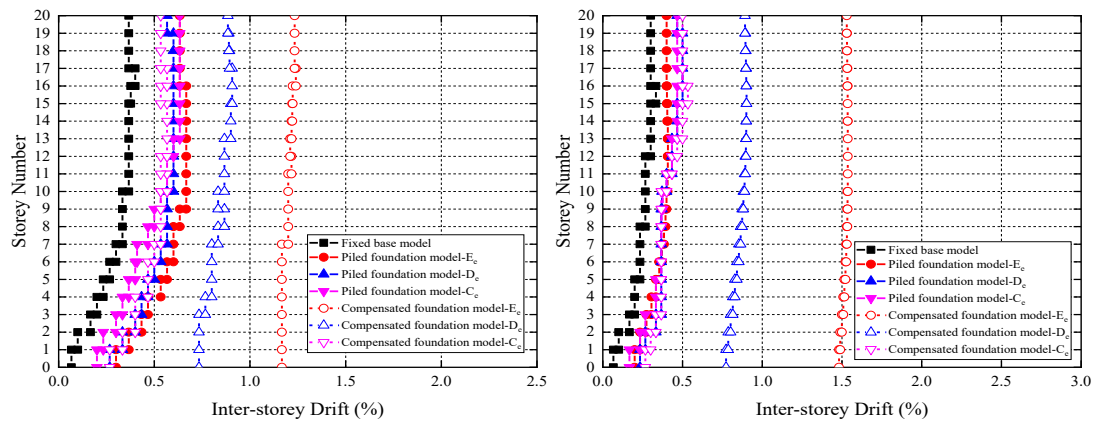 20
19
18
17
16
15
14
13
12
11
10
9
8
7
6
5
4
3
2
1
0
Storey Number
Fixed base model
Piled foundation model-Ee
Piled foundation model-De
Piled foundation model-Ce
Compensated foundation model-Ee
Compensated foundation model-De
Compensated foundation model-Ce
0.0 0.5 1.0 1.5 2.0 2.5
Inter-storey Drift (%)
20
19
18
17
16
15
14
13
12
11
10
9
8
7
6
5
4
3
2
1
0
Storey Number
Fixed base model
Piled foundation model-Ee
Piled foundation model-De
Piled foundation model-Ce
Compensated foundation model-Ee
Compensated foundation model-De
Compensated foundation model-Ce
0.0 0.5 1.0 1.5 2.0 2.5 3.0
Inter-storey Drift (%)